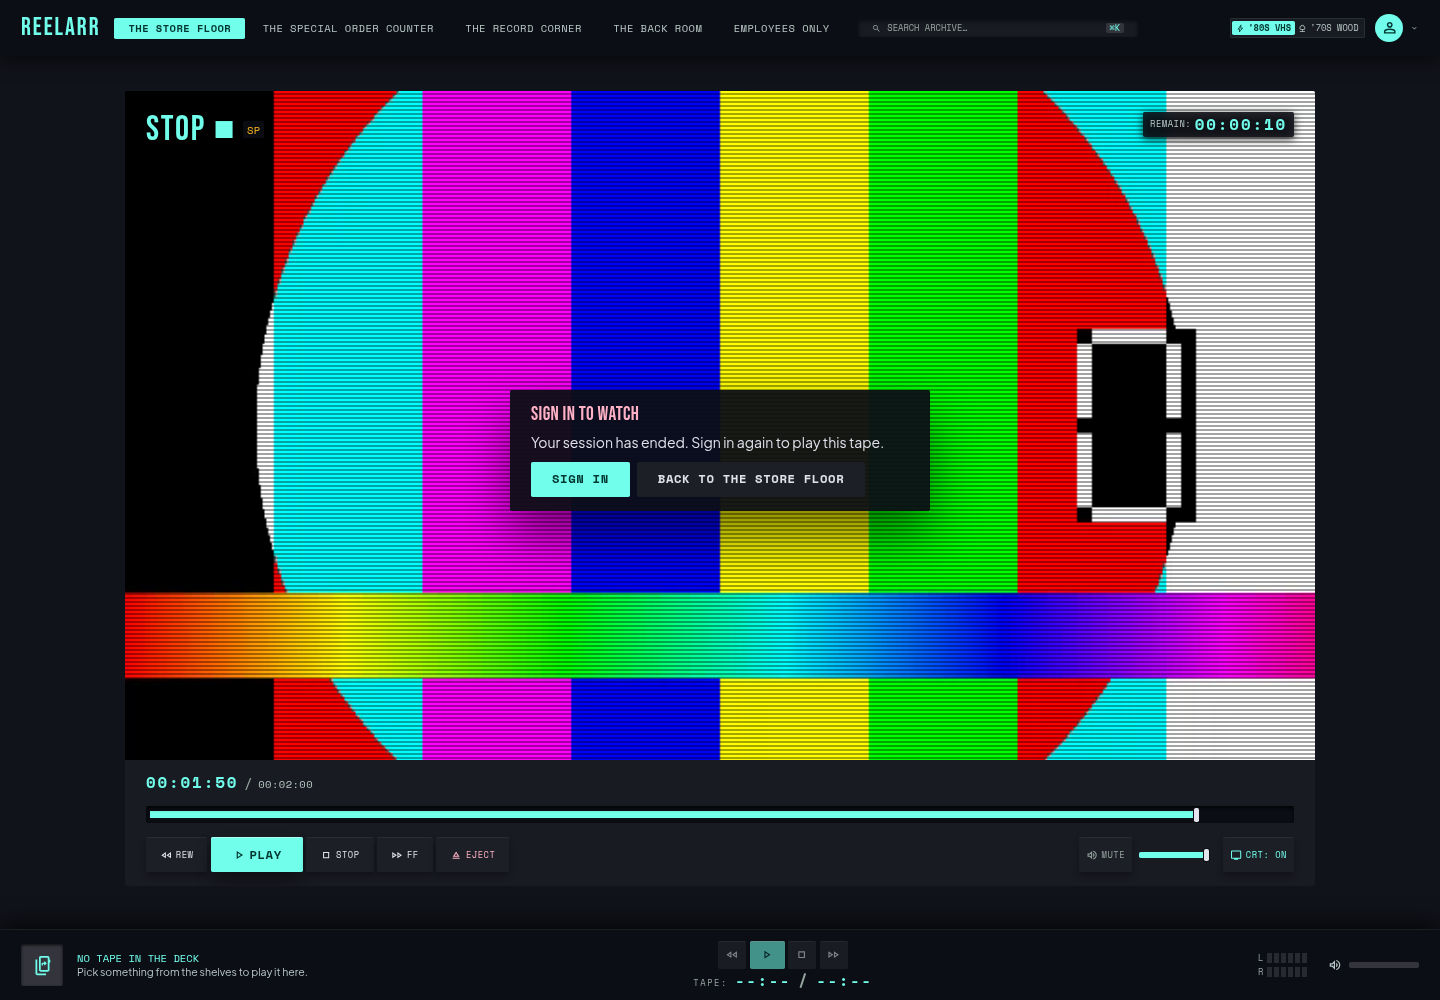 REELARR
THE STORE FLOOR
THE SPECIAL ORDER COUNTER
THE RECORD CORNER
THE BACK ROOM
EMPLOYEES ONLY
SEARCH ARCHIVE…
⌘K
'80S VHS
'70S WOOD
STOP
SP
REMAIN: 00:00:10
SIGN IN TO WATCH
Your session has ended. Sign in again to play this tape.
SIGN IN
BACK TO THE STORE FLOOR
00:01:50 / 00:02:00
REW
PLAY
STOP
FF
EJECT
MUTE
CRT: ON
NO TAPE IN THE DECK
Pick something from the shelves to play it here.
TAPE: --:-- / --:--
L
R